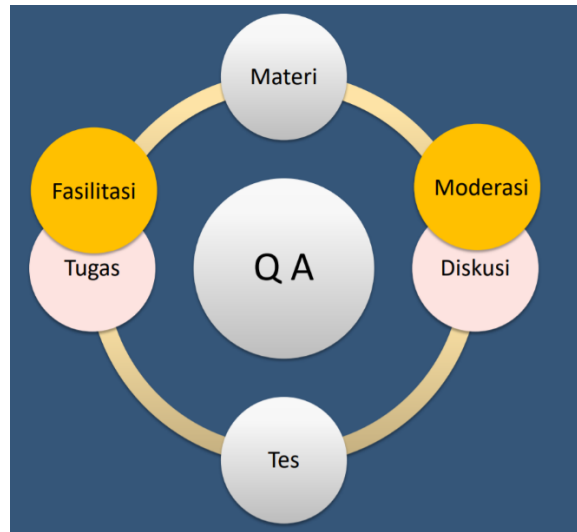 Materi
Fasilitasi
Moderasi
Tugas
Q A
Diskusi
Tes